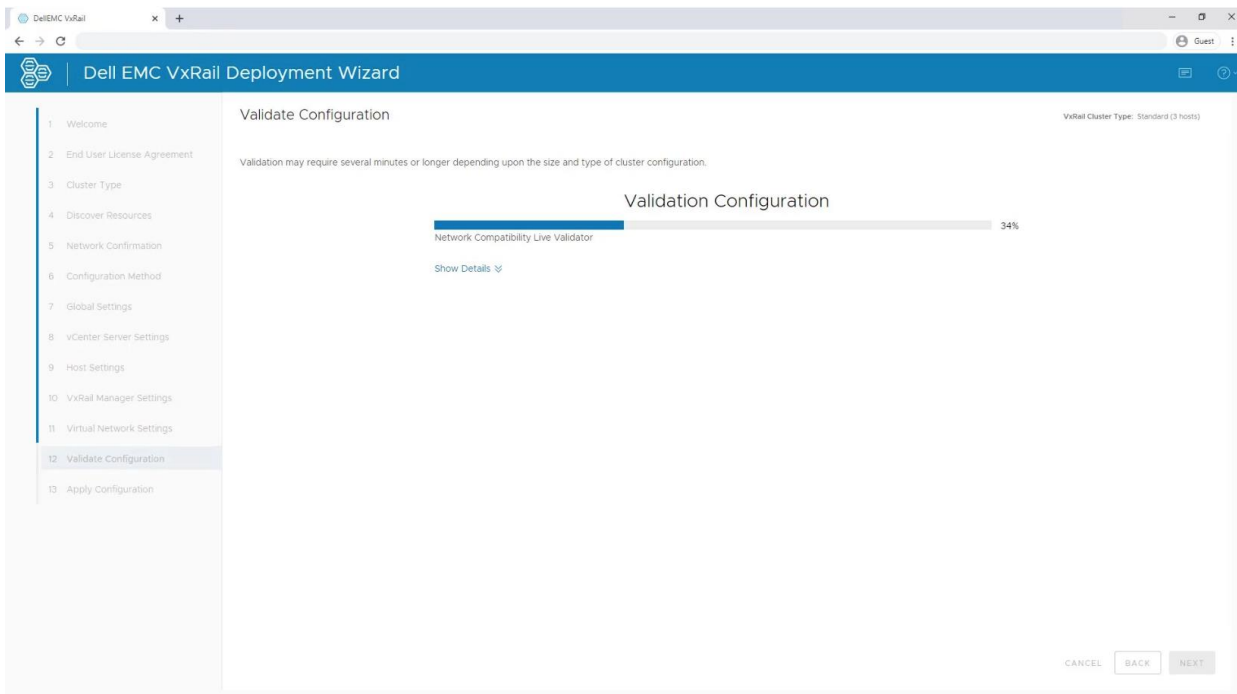 DellEMC VxRail
Guest
Dell EMC VxRail Deployment Wizard
1 Welcome
2 End User License Agreement
3 Cluster Type
4 Discover Resources
5 Network Confirmation
6 Configuration Method
7 Global Settings
8 vCenter Server Settings
9 Host Settings
10 VxRail Manager Settings
11 Virtual Network Settings
12 Validate Configuration
13 Apply Configuration
Validate Configuration
VxRail Cluster Type: Standard (3 hosts)
Validation may require several minutes or longer depending upon the size and type of cluster configuration.
Validation Configuration
34%
Network Compatibility Live Validator
Show Details
CANCEL BACK NEXT